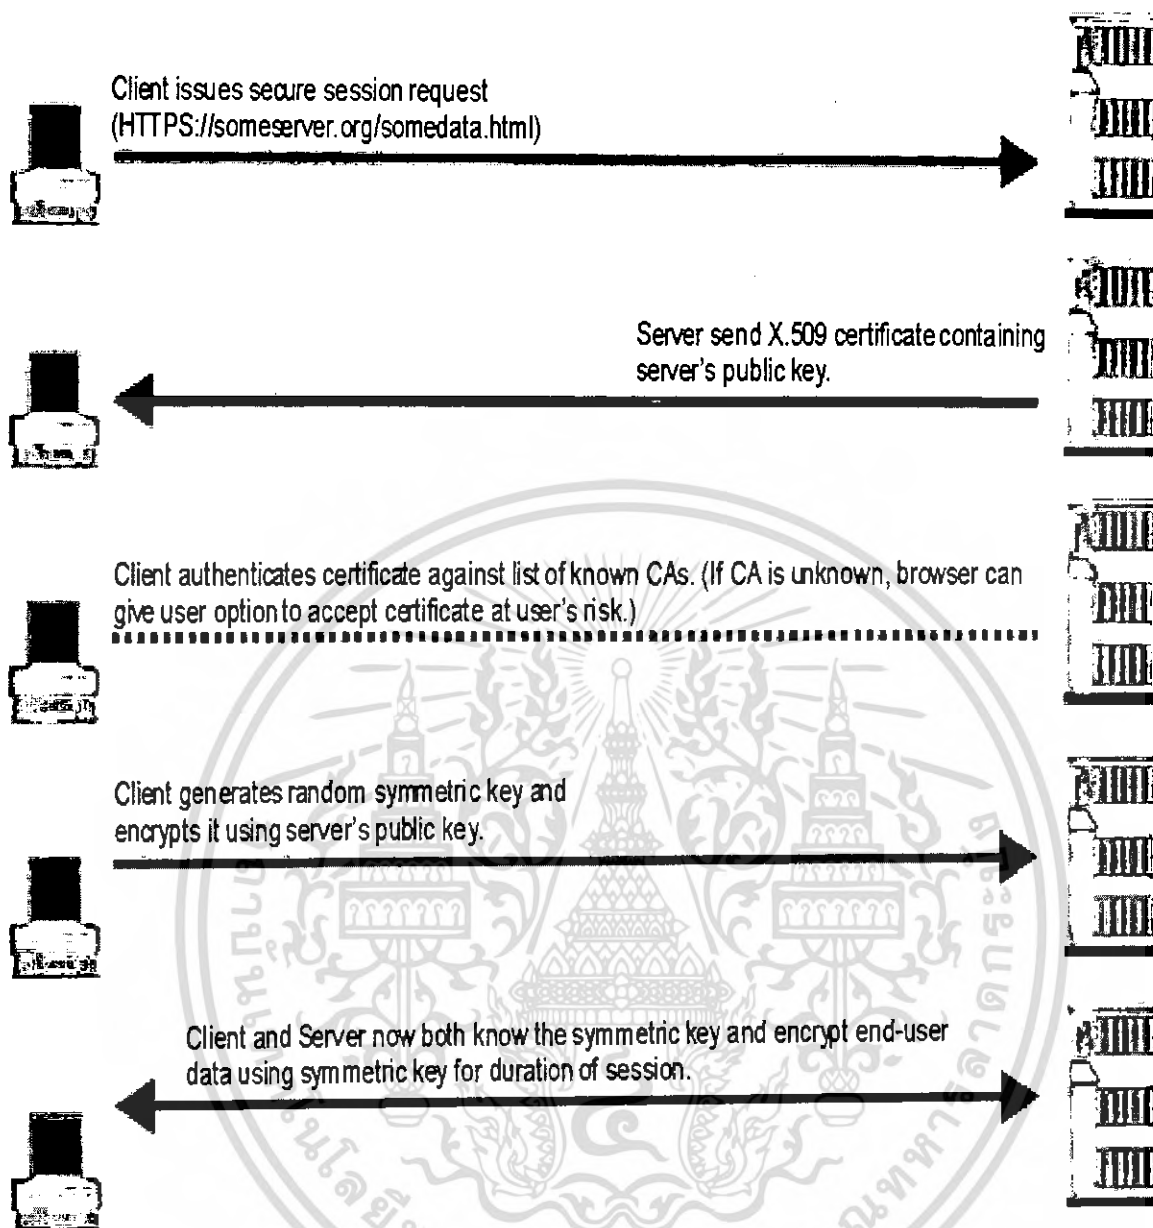 Client issues secure session request
(HTTPS://someserver.org/somedata.html)
Server send X.509 certificate containing
server's public key.
Client authenticates certificate against list of known CAs. (If CA is unknown, browser can
give user option to accept certificate at user's risk.)
Client generates random symmetric key and
encrypts it using server's public key.
Client and Server now both know the symmetric key and encrypt end-user
data using symmetric key for duration of session.